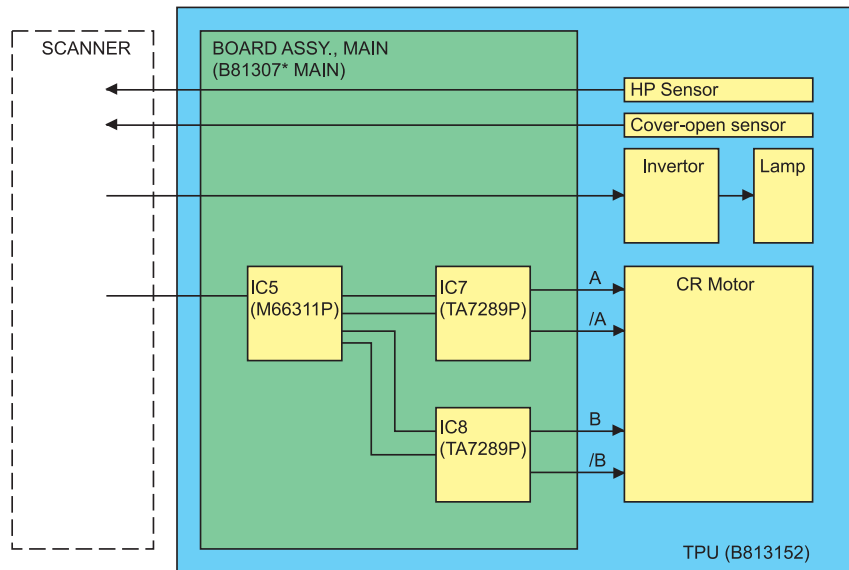 SCANNER
BOARD ASSY., MAIN
(B81307* MAIN)
HP Sensor
Cover-open sensor
Invertor
Lamp
IC5
(M66311P)
IC7
(TA7289P)
A
/A
CR Motor
IC8
(TA7289P)
B
/B
TPU (B813152)